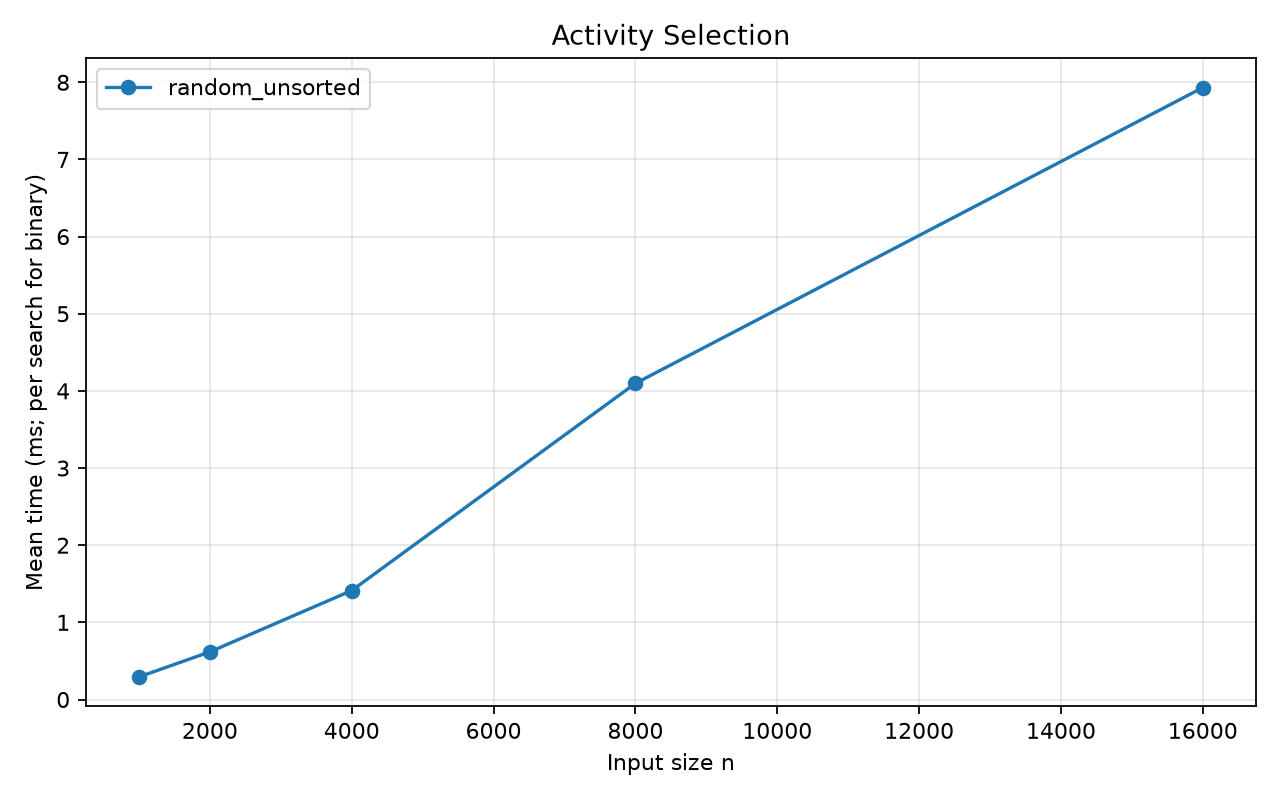 Activity Selection
random_unsorted
Mean time (ms; per search for binary)
8
7
6
5
4
3
2
1
0
2000 4000 6000 8000 10000 12000 14000 16000
Input size n